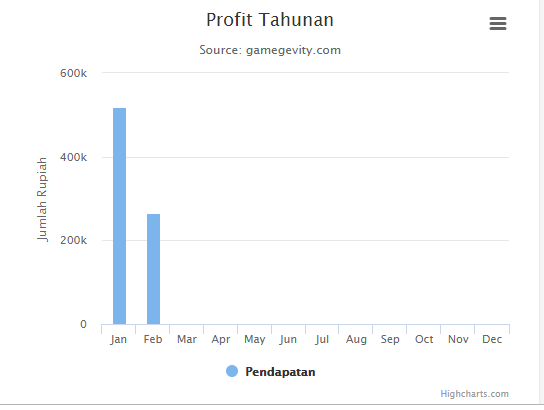 Profit Tahunan
Source: gamegevity.com
Jumlah Rupiah
600k
400k
200k
0
Jan Feb Mar Apr May Jun Jul Aug Sep Oct Nov Dec
Pendapatan
Highcharts.com